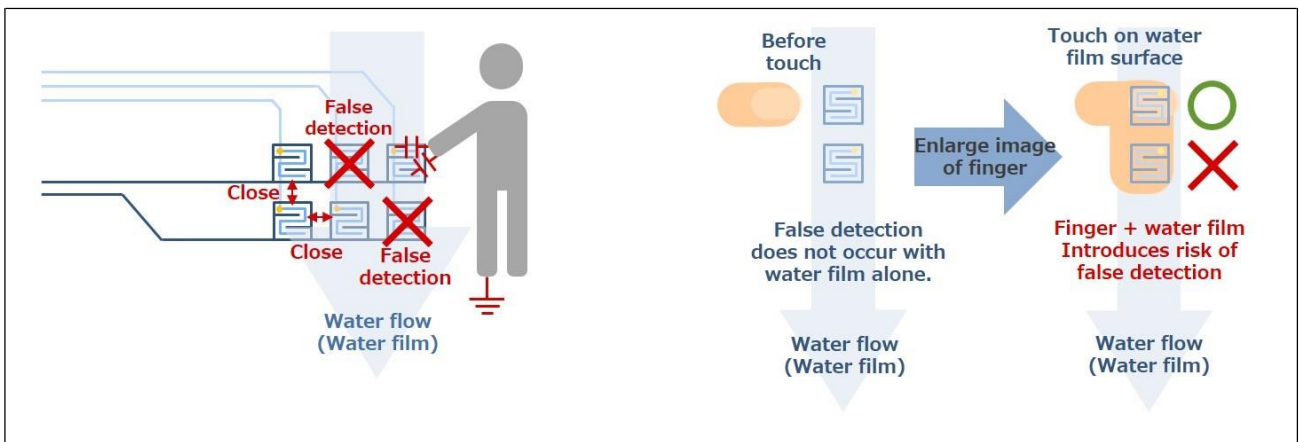 False
detection
Close
Close
False
detection
Water flow
(Water film)
Before
touch
False detection
does not occur with
water film alone.
Water flow
(Water film)
Enlarge image
of finger
Touch on water
film surface
Finger + water film
Introduces risk of
false detection
Water flow
(Water film)